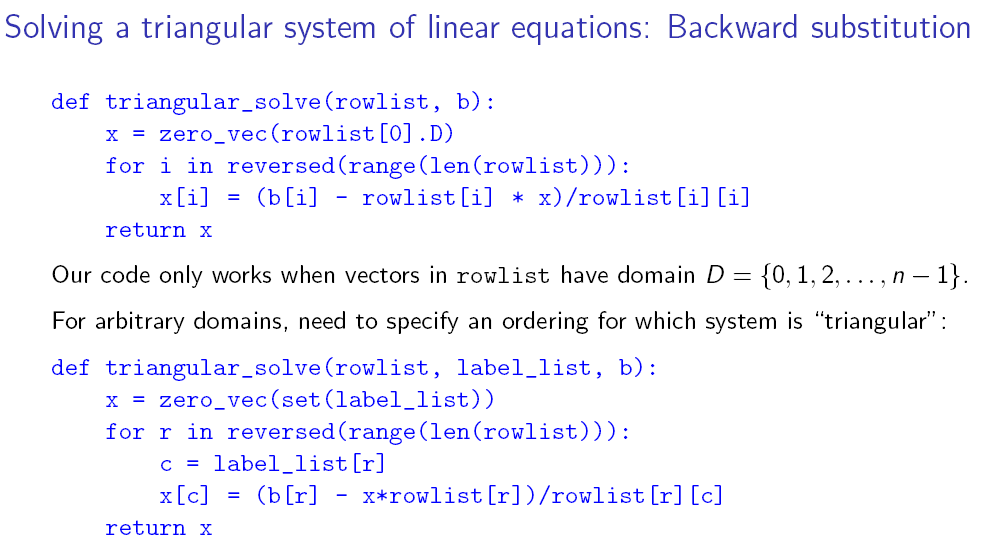 Solving a triangular system of linear equations: Backward substitution
def triangular_solve(rowlist, b):
    x = zero_vec(rowlist[0].D)
    for i in reversed(range(len(rowlist))):
        x[i] = (b[i] - rowlist[i] * x)/rowlist[i][i]
    return x
Our code only works when vectors in rowlist have domain D = {0, 1, 2, . . . , n − 1}.
For arbitrary domains, need to specify an ordering for which system is “triangular”:
def triangular_solve(rowlist, label_list, b):
    x = zero_vec(set(label_list))
    for r in reversed(range(len(rowlist))):
        c = label_list[r]
        x[c] = (b[r] - x*rowlist[r])/rowlist[r][c]
    return x